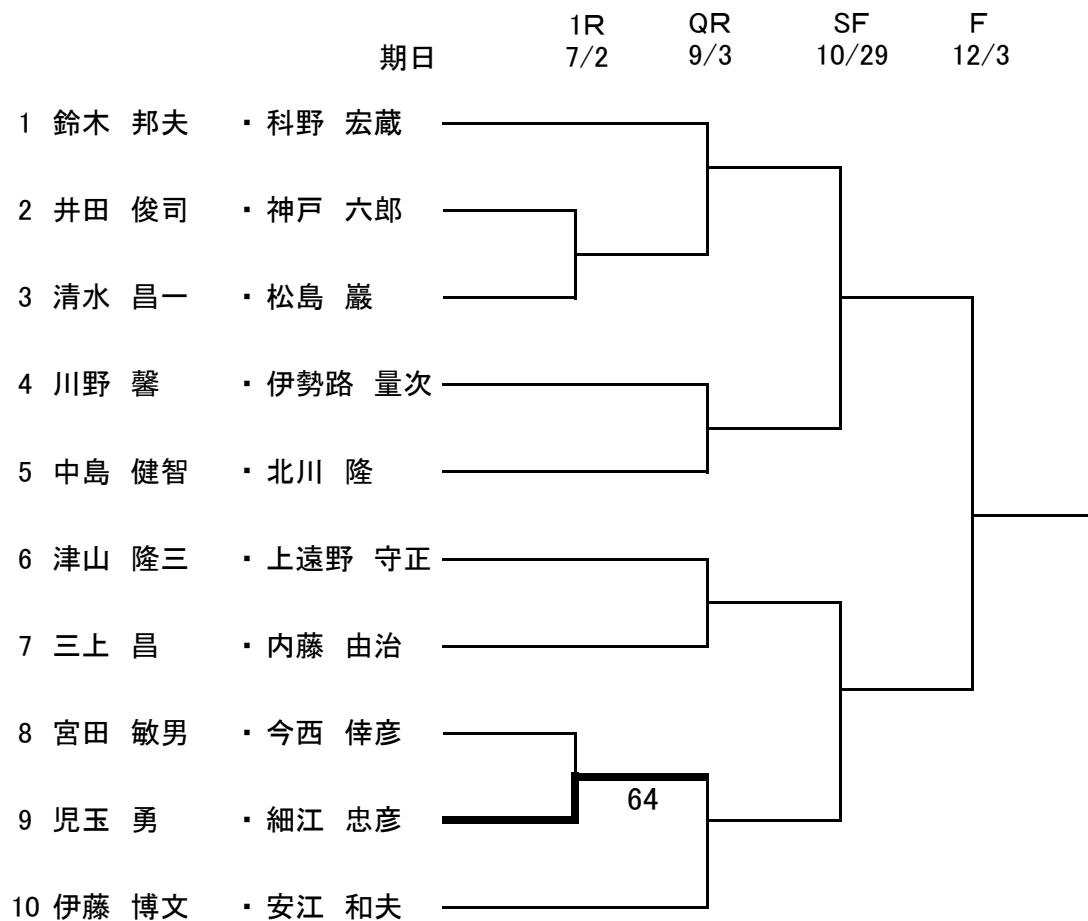 1R QR SF F
期日 7/2 9/3 10/29 12/3
1 鈴木 邦夫 ・ 科野 宏蔵
2 井田 俊司 ・ 神戸 六郎
3 清水 昌一 ・ 松島 巖
4 川野 馨 ・ 伊勢路 量次
5 中島 健智 ・ 北川 隆
6 津山 隆三 ・ 上遠野 守正
7 三上 昌 ・ 内藤 由治
8 宮田 敏男 ・ 今西 倖彦
64
9 児玉 勇 ・ 細江 忠彦
10 伊藤 博文 ・ 安江 和夫